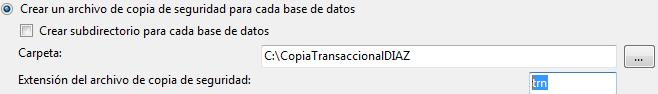 Crear un archivo de copia de seguridad para cada base de datos
Crear subdirectorio para cada base de datos
Carpeta: C:\CopiaTransaccionalDIAZ ...
Extensión del archivo de copia de seguridad: trn